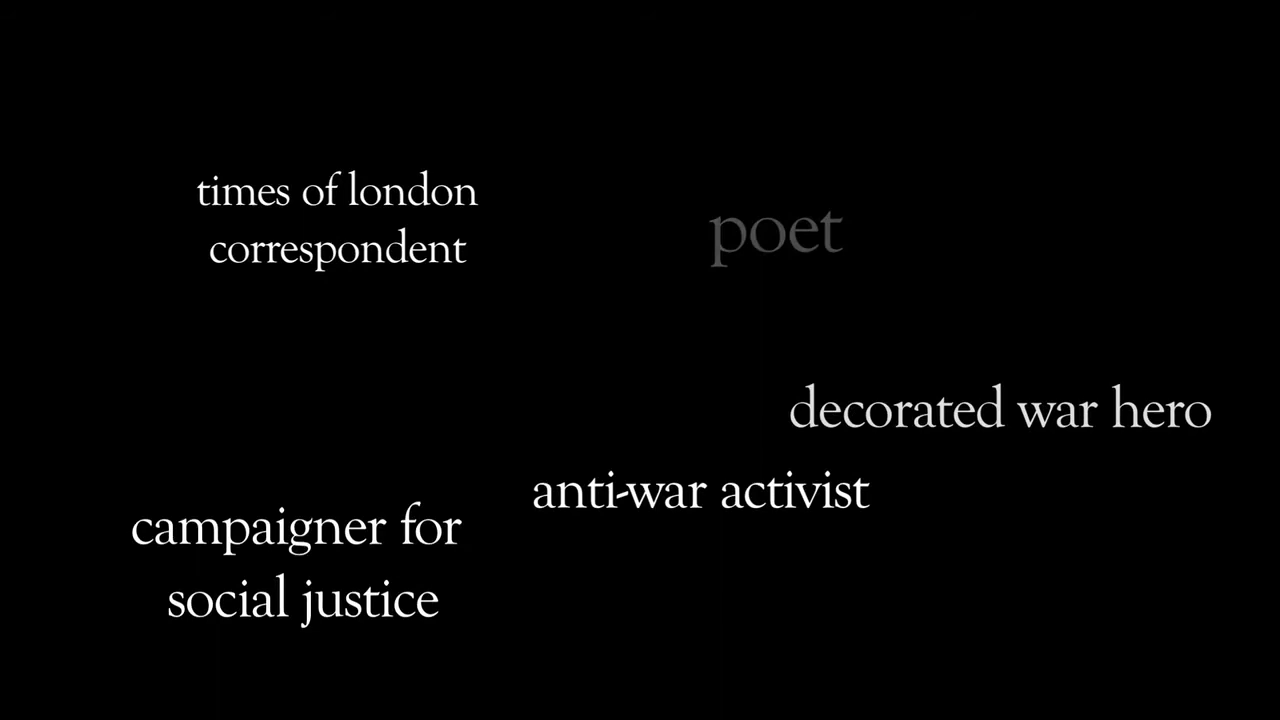 times of london
correspondent
poet
decorated war hero
anti-war activist
campaigner for
social justice